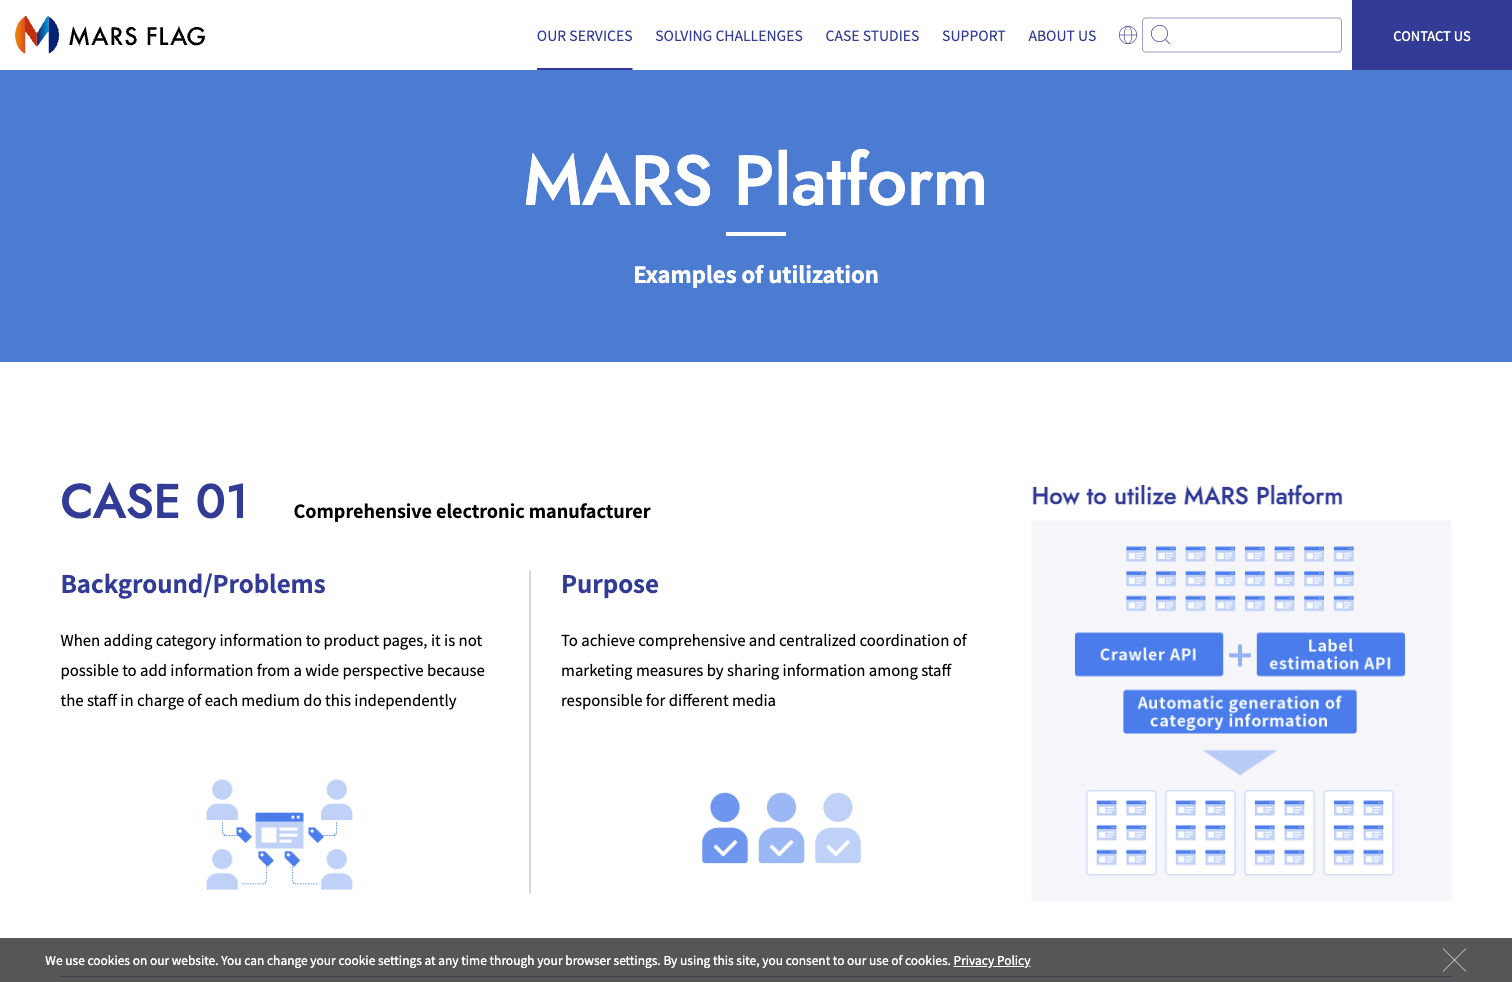 MARS FLAG
OUR SERVICES
SOLVING CHALLENGES
CASE STUDIES
SUPPORT
ABOUT US
CONTACT US
MARS Platform
Examples of utilization
CASE 01
Comprehensive electronic manufacturer
Background/Problems
When adding category information to product pages, it is not
possible to add information from a wide perspective because
the staff in charge of each medium do this independently
Purpose
To achieve comprehensive and centralized coordination of
marketing measures by sharing information among staff
responsible for different media
How to utilize MARS Platform
Crawler API
Label
estimation API
Automatic generation of
category information
We use cookies on our website. You can change your cookie settings at any time through your browser settings. By using this site, you consent to our use of cookies. Privacy Policy